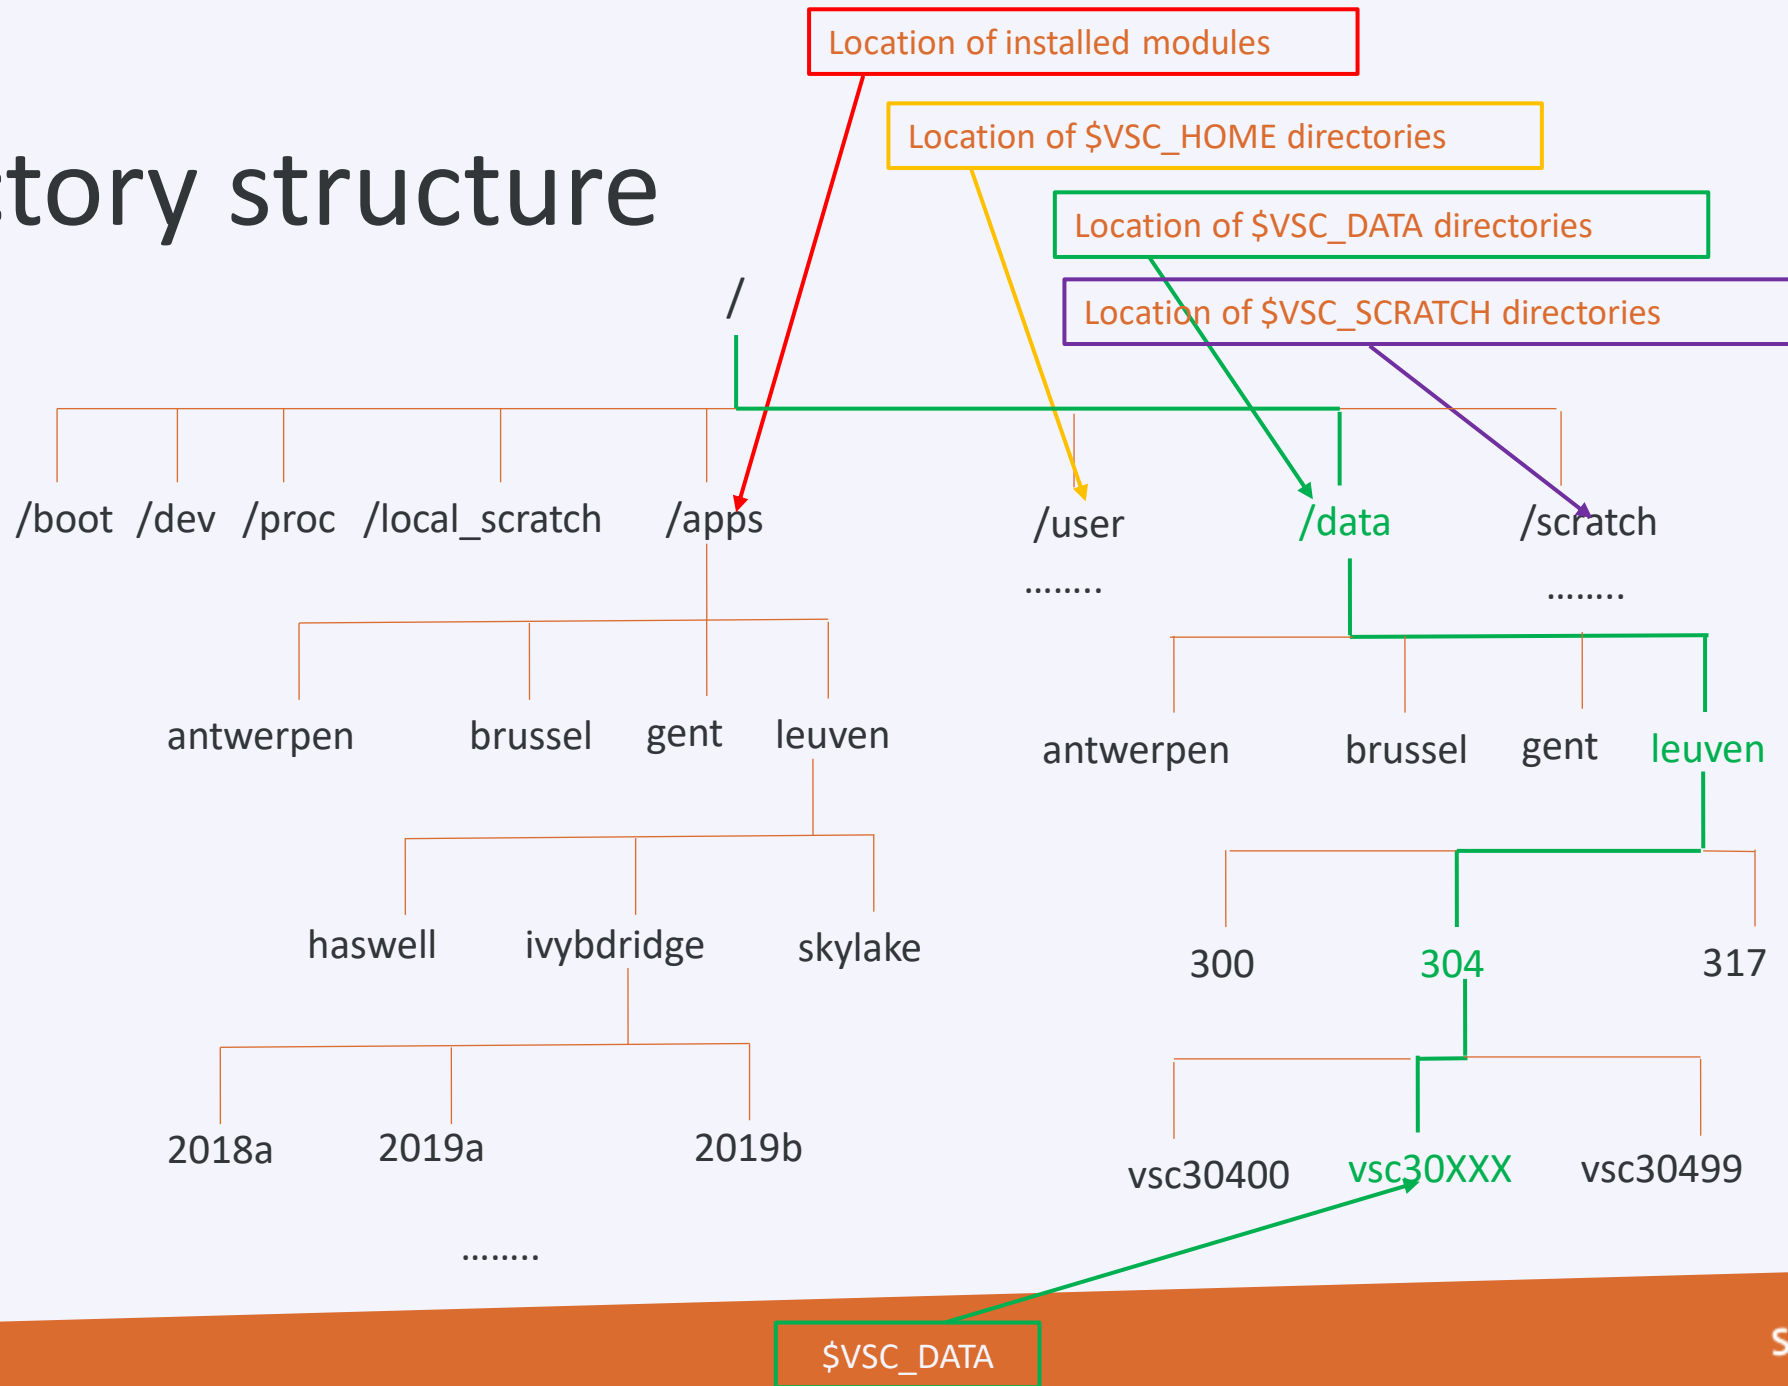 Location of installed modules
Location of $VSC_HOME directories
ctory structure
Location of $VSC_DATA directories
/
Location of $VSC_SCRATCH directories
/boot /dev /proc /local_scratch /apps /user /data /scratch
........ ........
antwerpen brussel gent leuven antwerpen brussel gent leuven
haswell ivybdridge skylake 300 304 317
2018a 2019a 2019b vsc30400 vsc30XXX vsc30499
........
$VSC_DATA
S